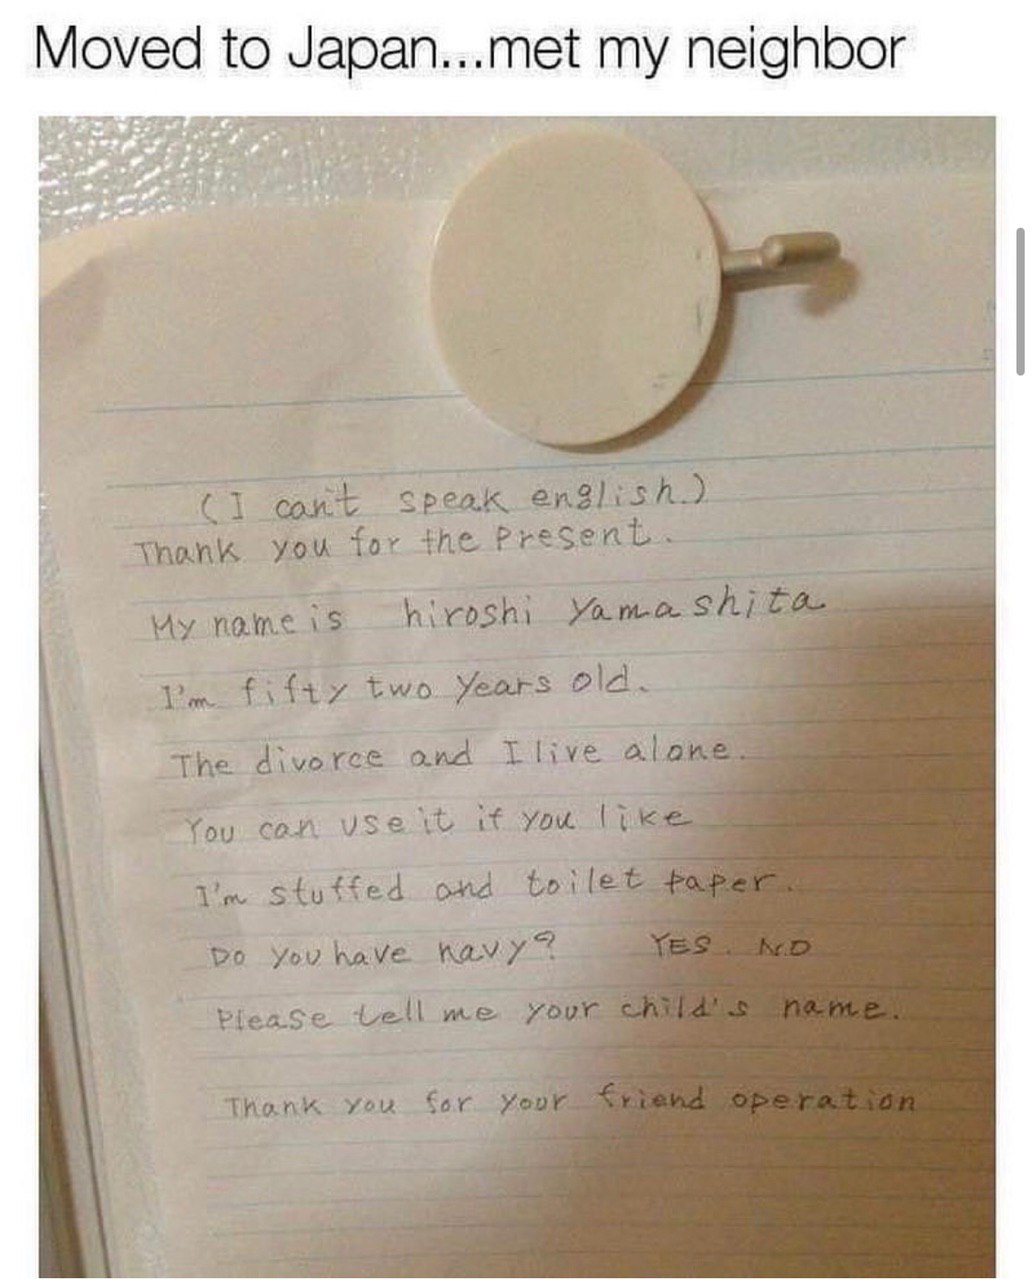 Moved to Japan...met my neighbor
(I can't speak english.)
Thank you for the Present.
My name is hiroshi Yamashita
I'm fifty two years old.
The divorce and I live alone.
You can use it if you like
I'm stuffed and toilet taper.
Do you have navy? YES. NO
Please tell me your child's name.
Thank you for your friend operation